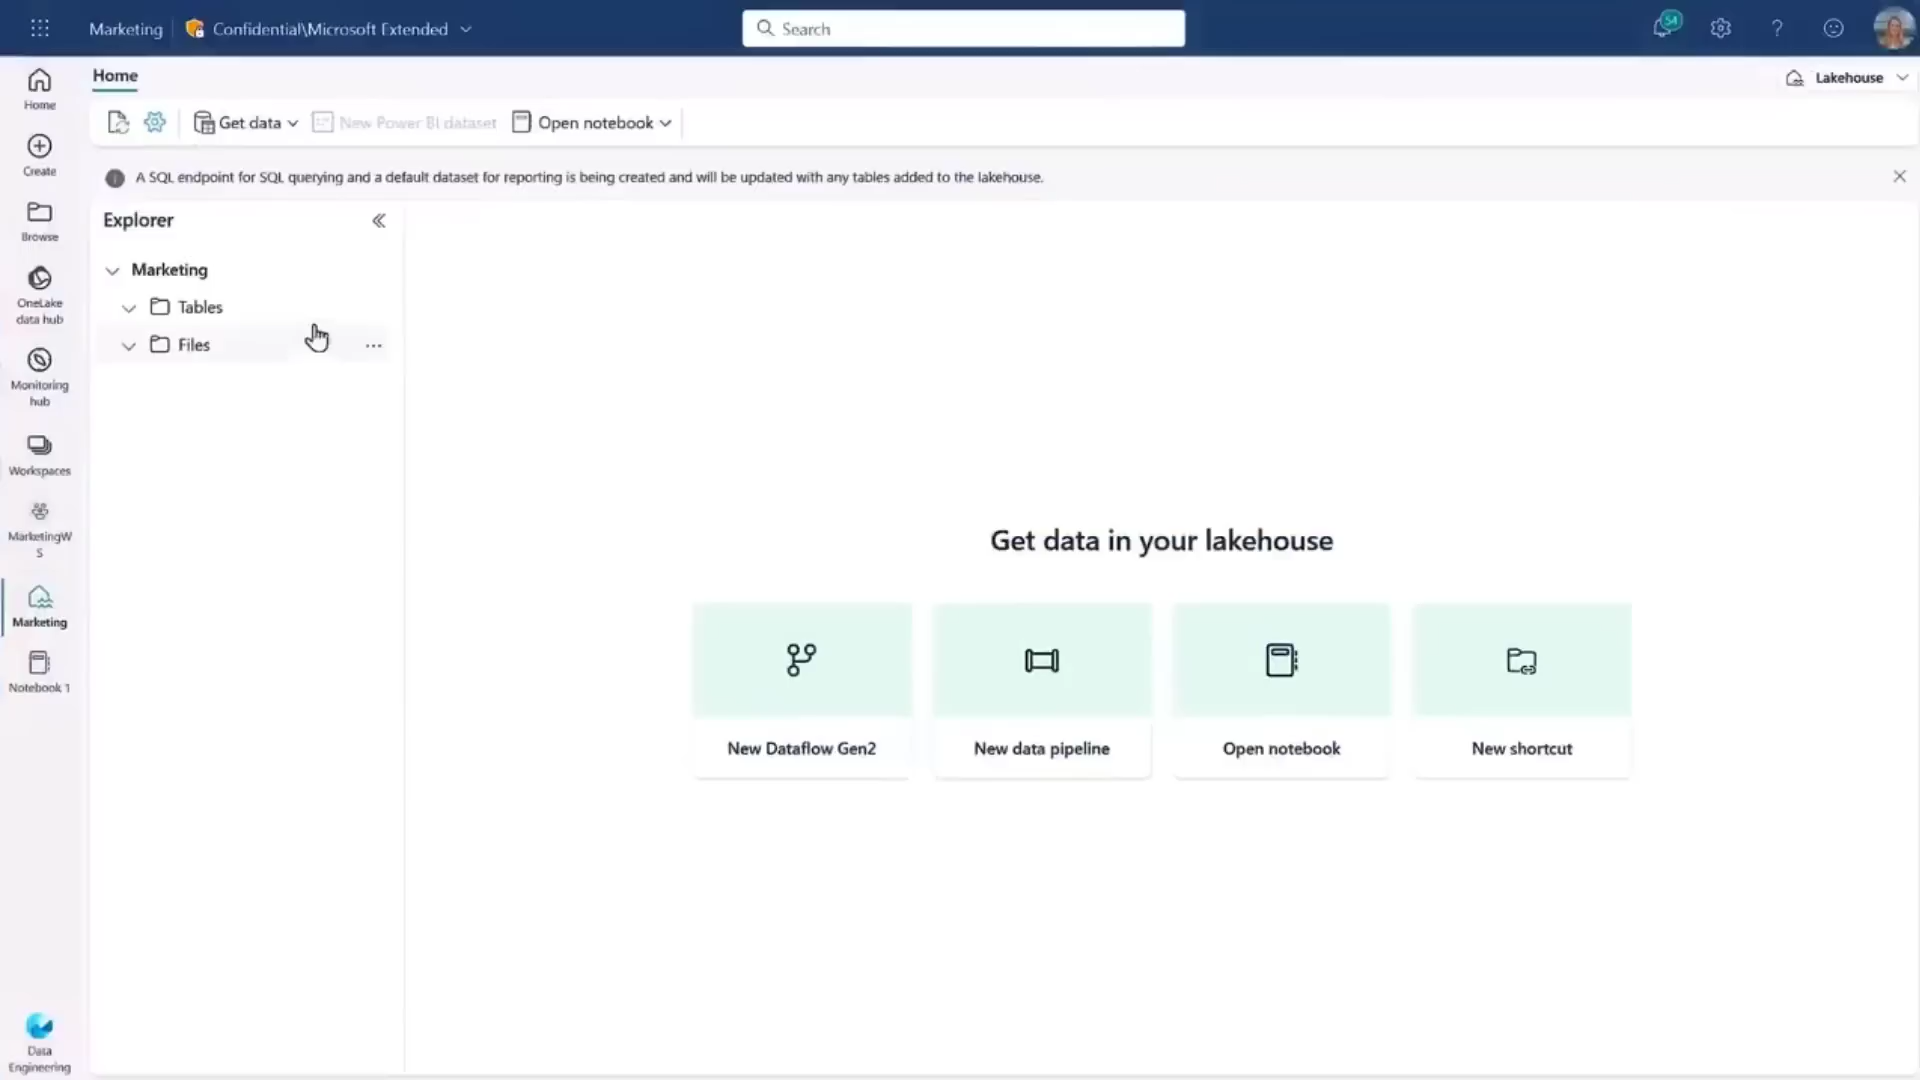 Marketing
Confidential\Microsoft Extended
Search
54
?
Home
Lakehouse
Get data
New Power BI dataset
Open notebook
A SQL endpoint for SQL querying and a default dataset for reporting is being created and will be updated with any tables added to the lakehouse.
Home
Create
Browse
OneLake
data hub
Monitoring
hub
Workspaces
MarketingW
S
Marketing
Notebook 1
Data
Engineering
Explorer
Marketing
Tables
Files
...
Get data in your lakehouse
New Dataflow Gen2
New data pipeline
Open notebook
New shortcut